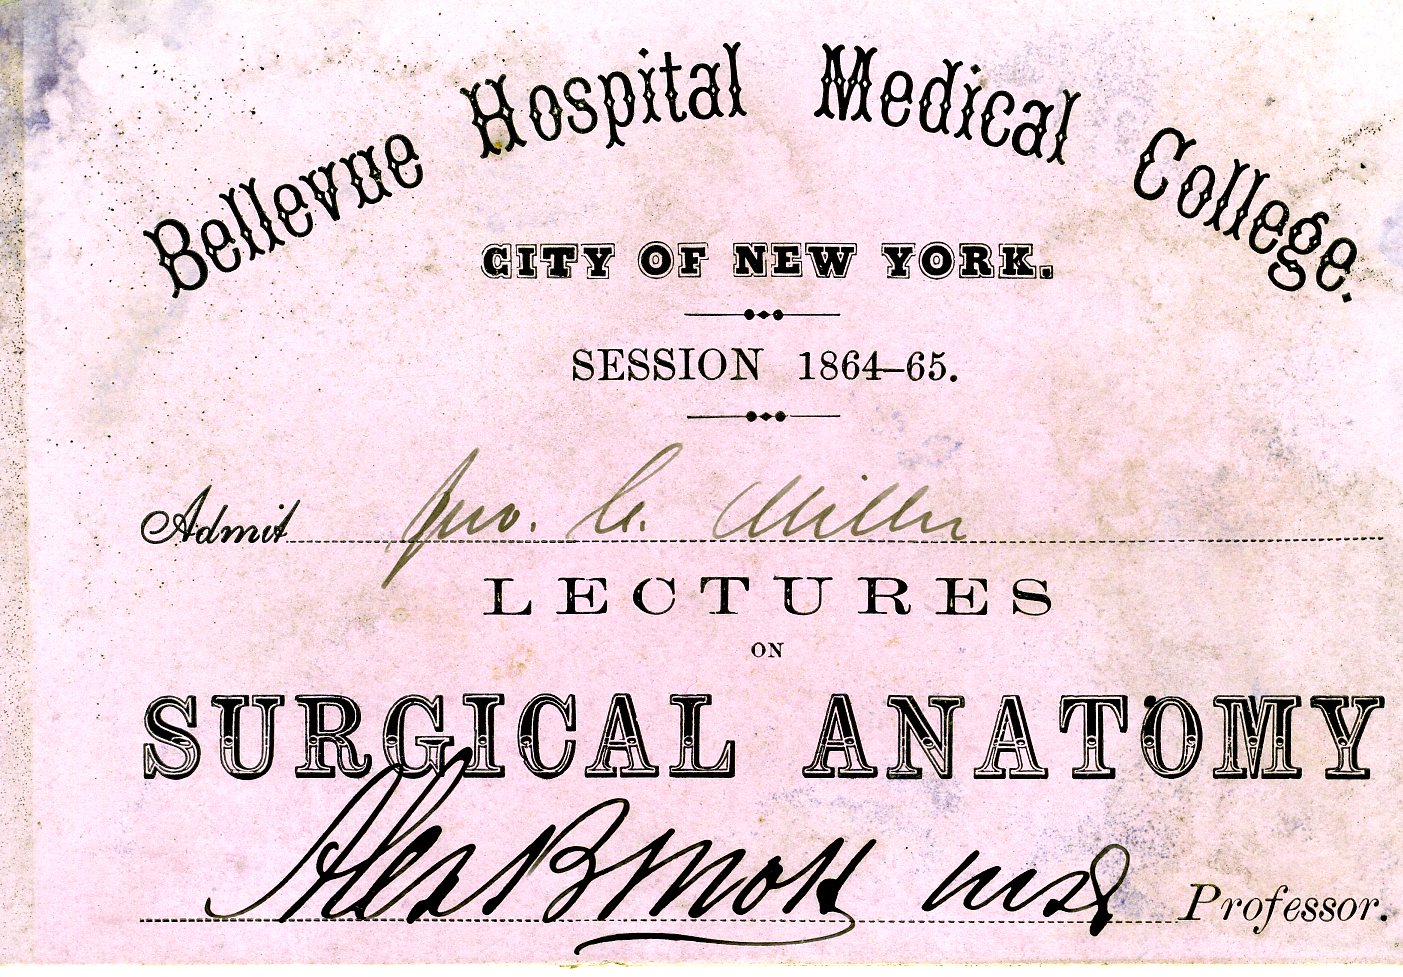 Bellevue Hospital Medical College.
CITY OF NEW YORK.
SESSION 1864–65.
Admit Jno. C. Miller
LECTURES
ON
SURGICAL ANATOMY
Alex B Mott MD Professor.